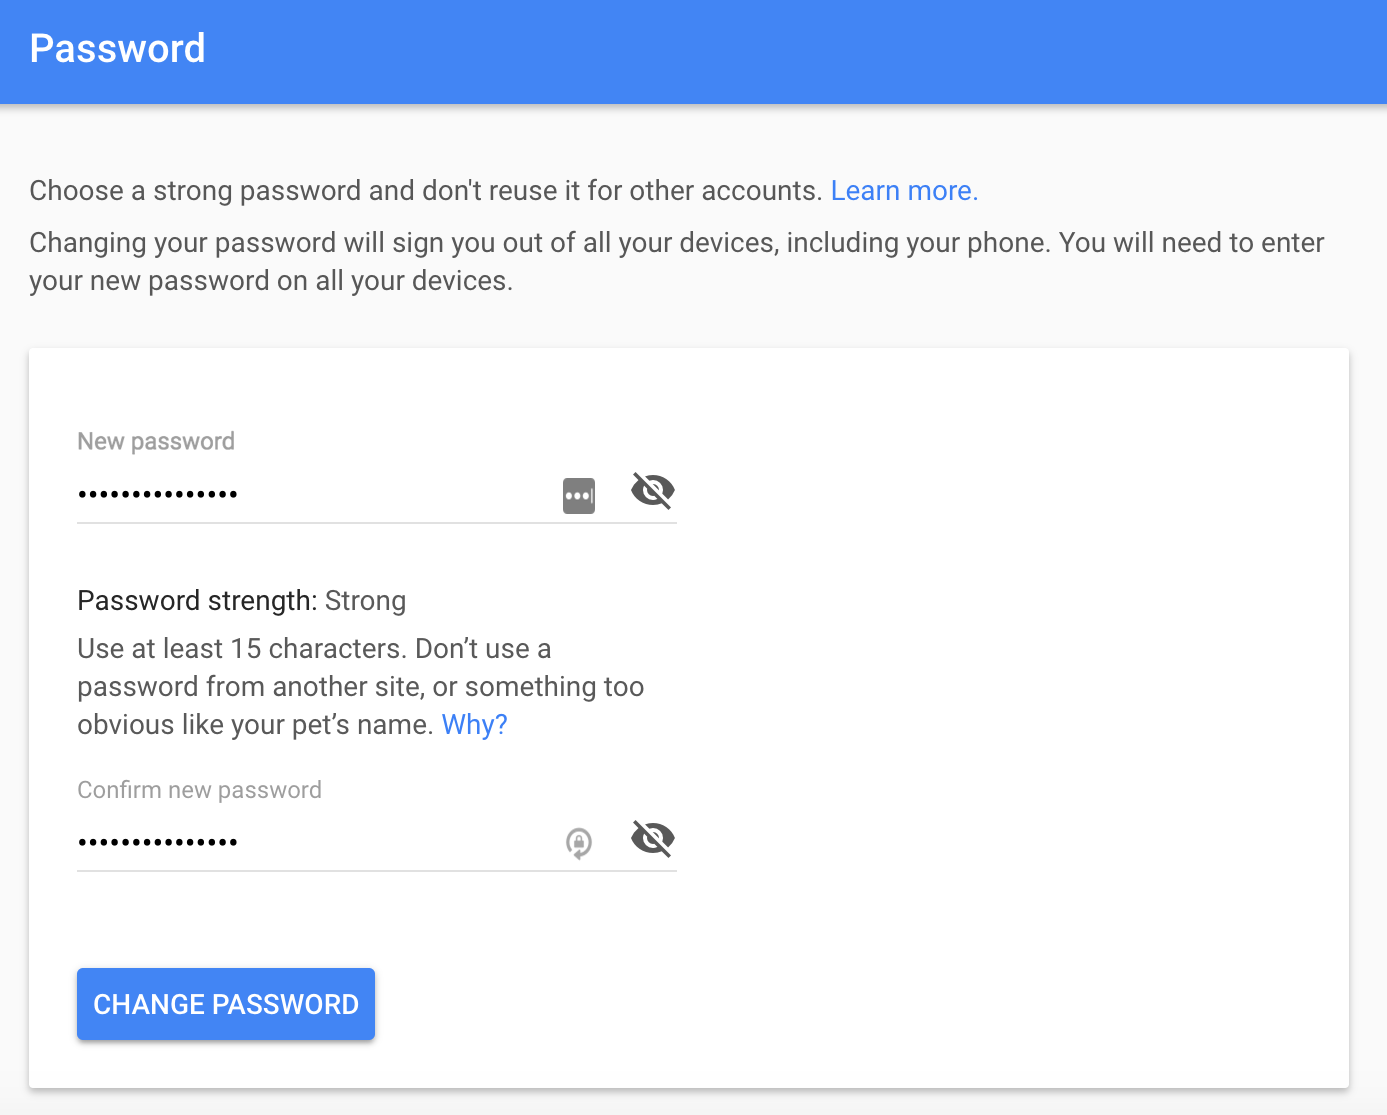 Password
Choose a strong password and don't reuse it for other accounts. Learn more.
Changing your password will sign you out of all your devices, including your phone. You will need to enter
your new password on all your devices.
New password
•••••••••••••••
Password strength: Strong
Use at least 15 characters. Don’t use a
password from another site, or something too
obvious like your pet’s name. Why?
Confirm new password
•••••••••••••••
CHANGE PASSWORD